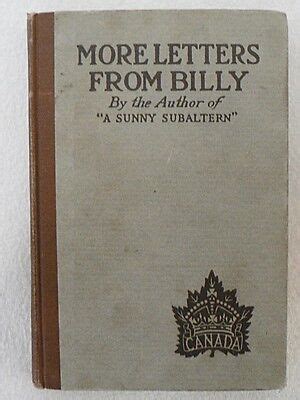 MORE LETTERS
FROM BILLY
By the Author of
"A SUNNY SUBALTERN"
CANADA